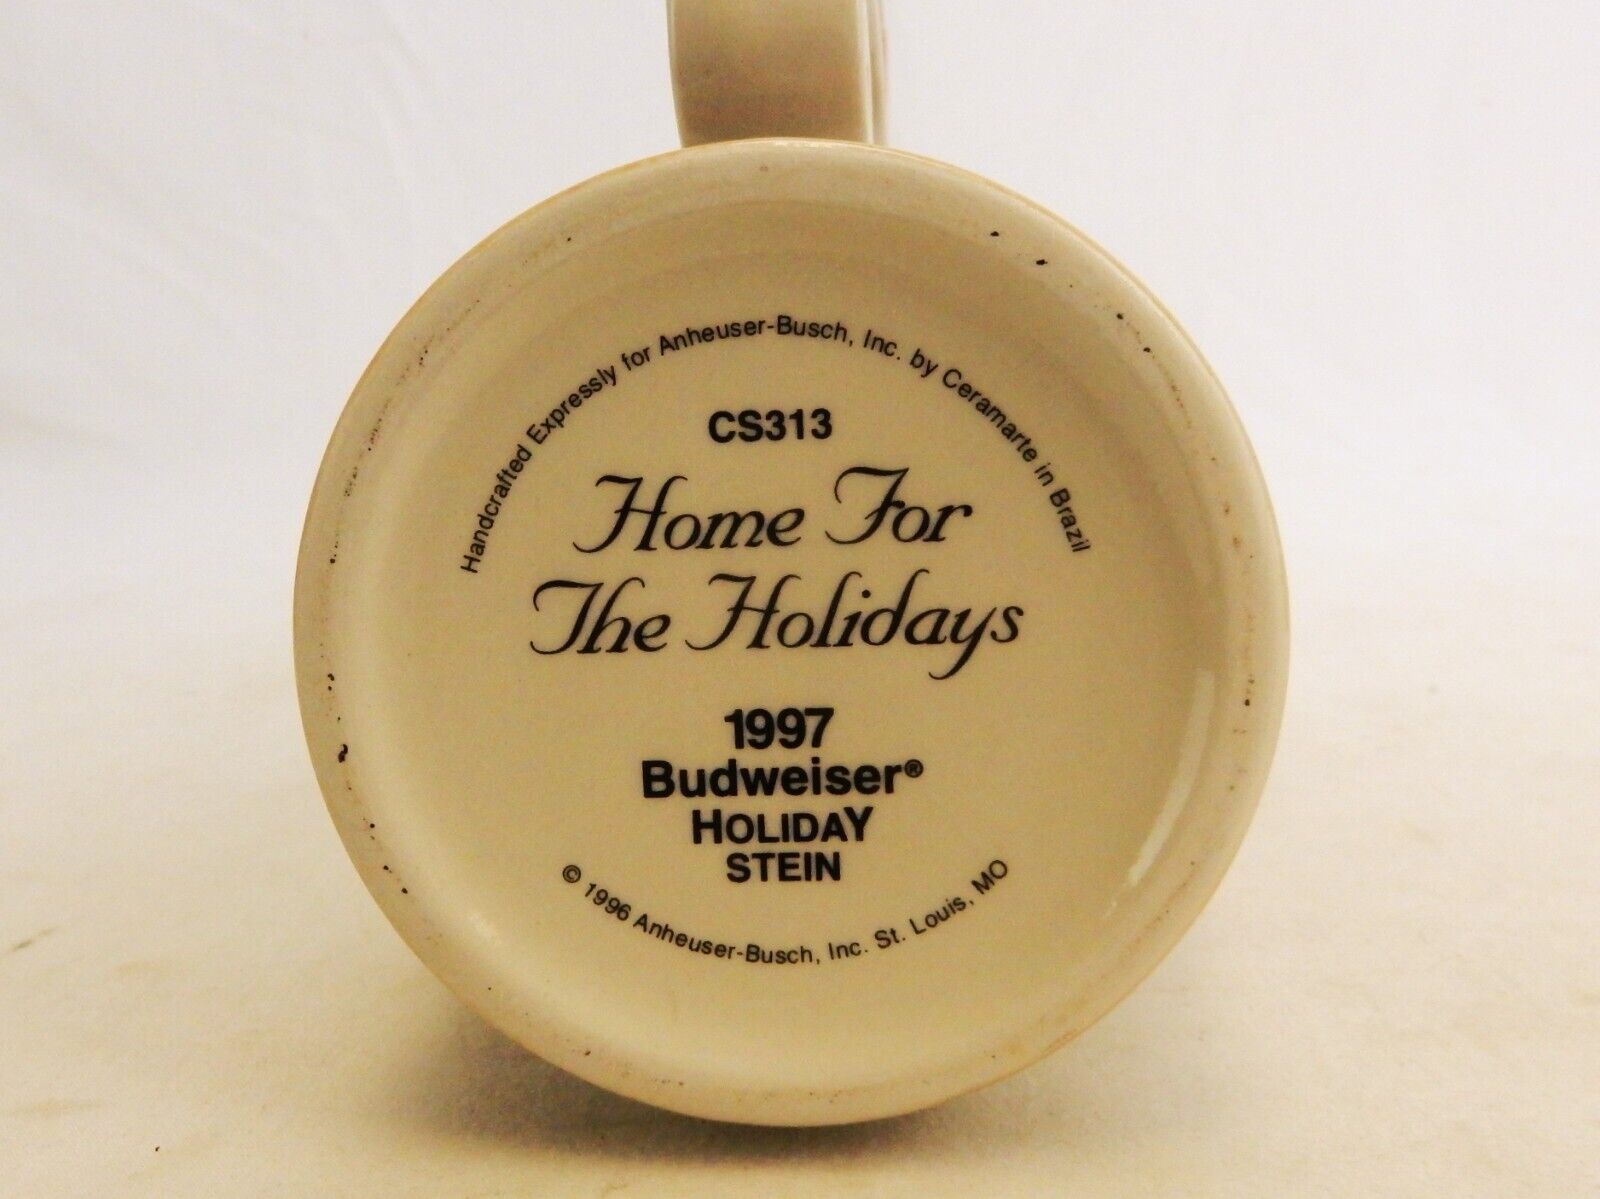 Handcrafted Expressly for Anheuser-Busch, Inc. by Ceramarte in Brazil
CS313
Home For
The Holidays
1997
Budweiser®
HOLIDAY
STEIN
© 1996 Anheuser-Busch, Inc. St. Louis, MO